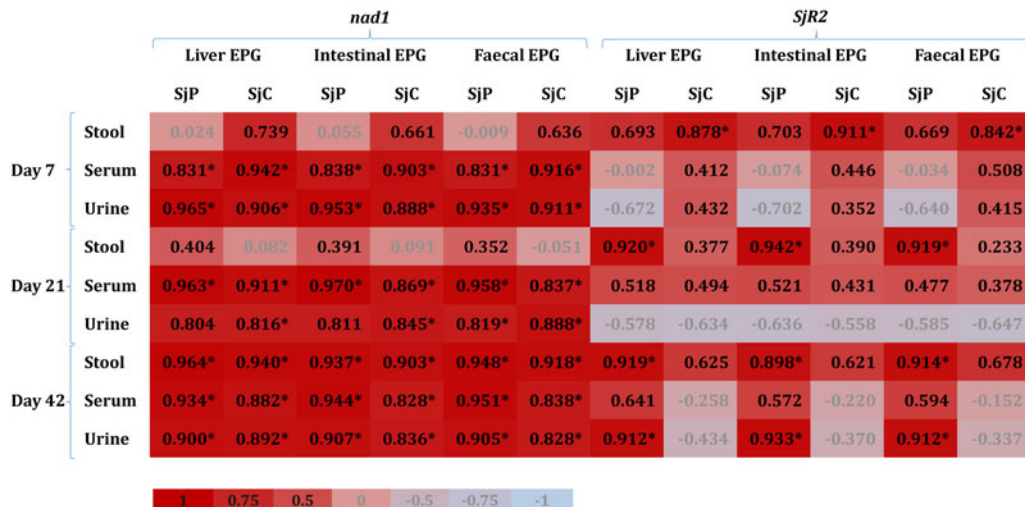 nad1 SjR2
Liver EPG Intestinal EPG Faecal EPG Liver EPG Intestinal EPG Faecal EPG
SjP SjC SjP SjC SjP SjC SjP SjC SjP SjC SjP SjC
Stool 0.024 0.739 0.055 0.661 -0.009 0.636 0.693 0.878* 0.703 0.911* 0.669 0.842*
Day 7 Serum 0.831* 0.942* 0.838* 0.903* 0.831* 0.916* -0.002 0.412 -0.074 0.446 -0.034 0.508
Urine 0.965* 0.906* 0.953* 0.888* 0.935* 0.911* -0.672 0.432 -0.702 0.352 -0.640 0.415
Stool 0.404 0.082 0.391 0.091 0.352 -0.051 0.920* 0.377 0.942* 0.390 0.919* 0.233
Day 21 Serum 0.963* 0.911* 0.970* 0.869* 0.958* 0.837* 0.518 0.494 0.521 0.431 0.477 0.378
Urine 0.804 0.816* 0.811 0.845* 0.819* 0.888* -0.578 -0.634 -0.636 -0.558 -0.585 -0.647
Stool 0.964* 0.940* 0.937* 0.903* 0.948* 0.918* 0.919* 0.625 0.898* 0.621 0.914* 0.678
Day 42 Serum 0.934* 0.882* 0.944* 0.828* 0.951* 0.838* 0.641 -0.258 0.572 -0.220 0.594 -0.152
Urine 0.900* 0.892* 0.907* 0.836* 0.905* 0.828* 0.912* -0.434 0.933* -0.370 0.912* -0.337
1 0.75 0.5 0 -0.5 -0.75 -1